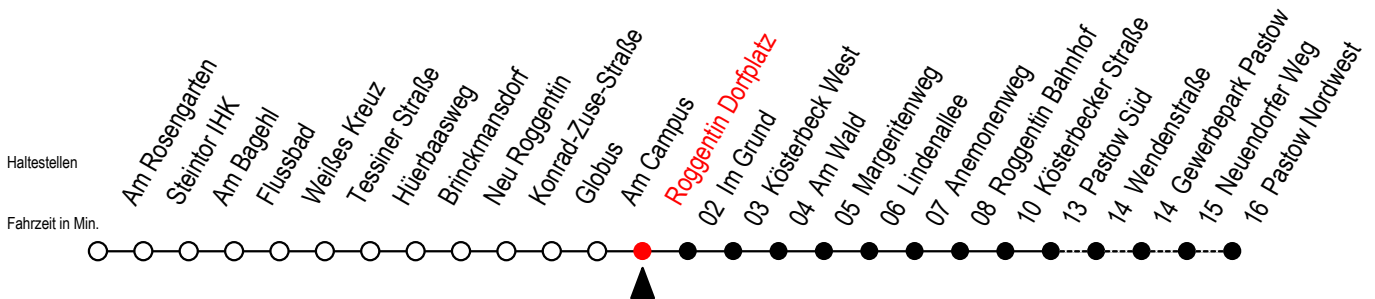 Haltestellen
Fahrzeit in Min.
Am Rosengarten
Steintor IHK
Am Bagehl
Flussbad
Weißes Kreuz
Tessiner Straße
Hüerbaasweg
Brinckmansdorf
Neu Roggentin
Konrad-Zuse-Straße
Globus
Am Campus
Roggentin Dorfplatz
02 Im Grund
03 Kösterbeck West
04 Am Wald
05 Margeritenweg
06 Lindenallee
07 Anemonenweg
08 Roggentin Bahnhof
10 Kösterbecker Straße
13 Pastow Süd
14 Wendenstraße
14 Gewerbepark Pastow
15 Neuendorfer Weg
16 Pastow Nordwest